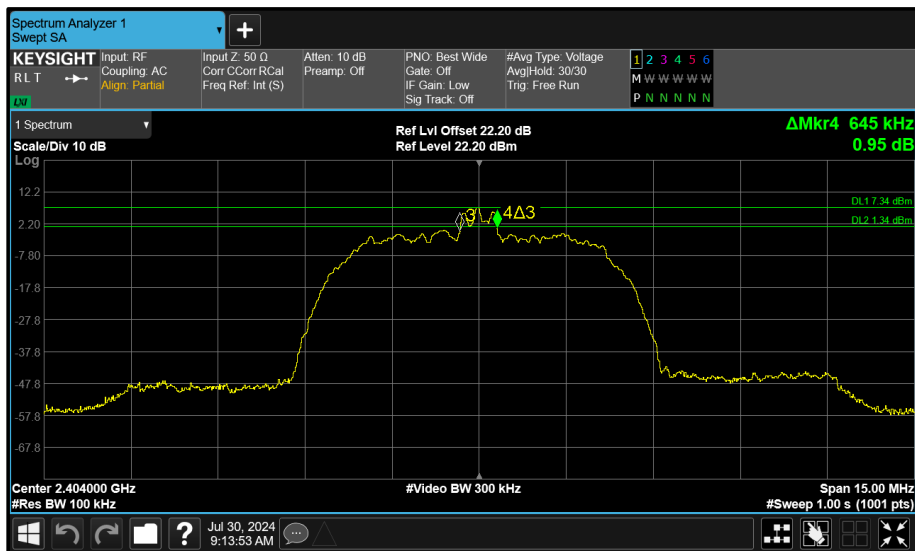 Spectrum Analyzer 1
Swept SA
+
KEYSIGHT
R L T
LXI
Input: RF
Coupling: AC
Align: Partial
Input Z: 50 Ω
Corr CCorr RCal
Freq Ref: Int (S)
Atten: 10 dB
Preamp: Off
PNO: Best Wide
Gate: Off
IF Gain: Low
Sig Track: Off
#Avg Type: Voltage
Avg|Hold: 30/30
Trig: Free Run
1 2 3 4 5 6
M W W W W W
P N N N N N
1 Spectrum
Scale/Div 10 dB
Ref Lvl Offset 22.20 dB
Ref Level 22.20 dBm
ΔMkr4 645 kHz
0.95 dB
Log
12.2
2.20
-7.80
-17.8
-27.8
-37.8
-47.8
-57.8
-67.8
DL1 7.34 dBm
DL2 1.34 dBm
3
4Δ3
Center 2.404000 GHz
#Res BW 100 kHz
#Video BW 300 kHz
Span 15.00 MHz
#Sweep 1.00 s (1001 pts)
?
Jul 30, 2024
9:13:53 AM